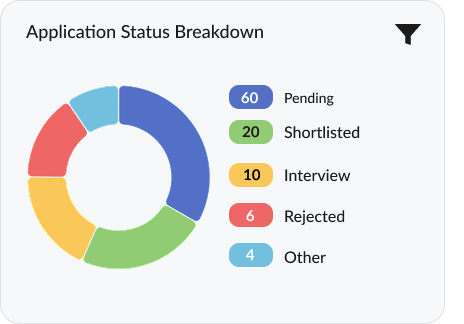 Application Status Breakdown
60 Pending
20 Shortlisted
10 Interview
6 Rejected
4 Other